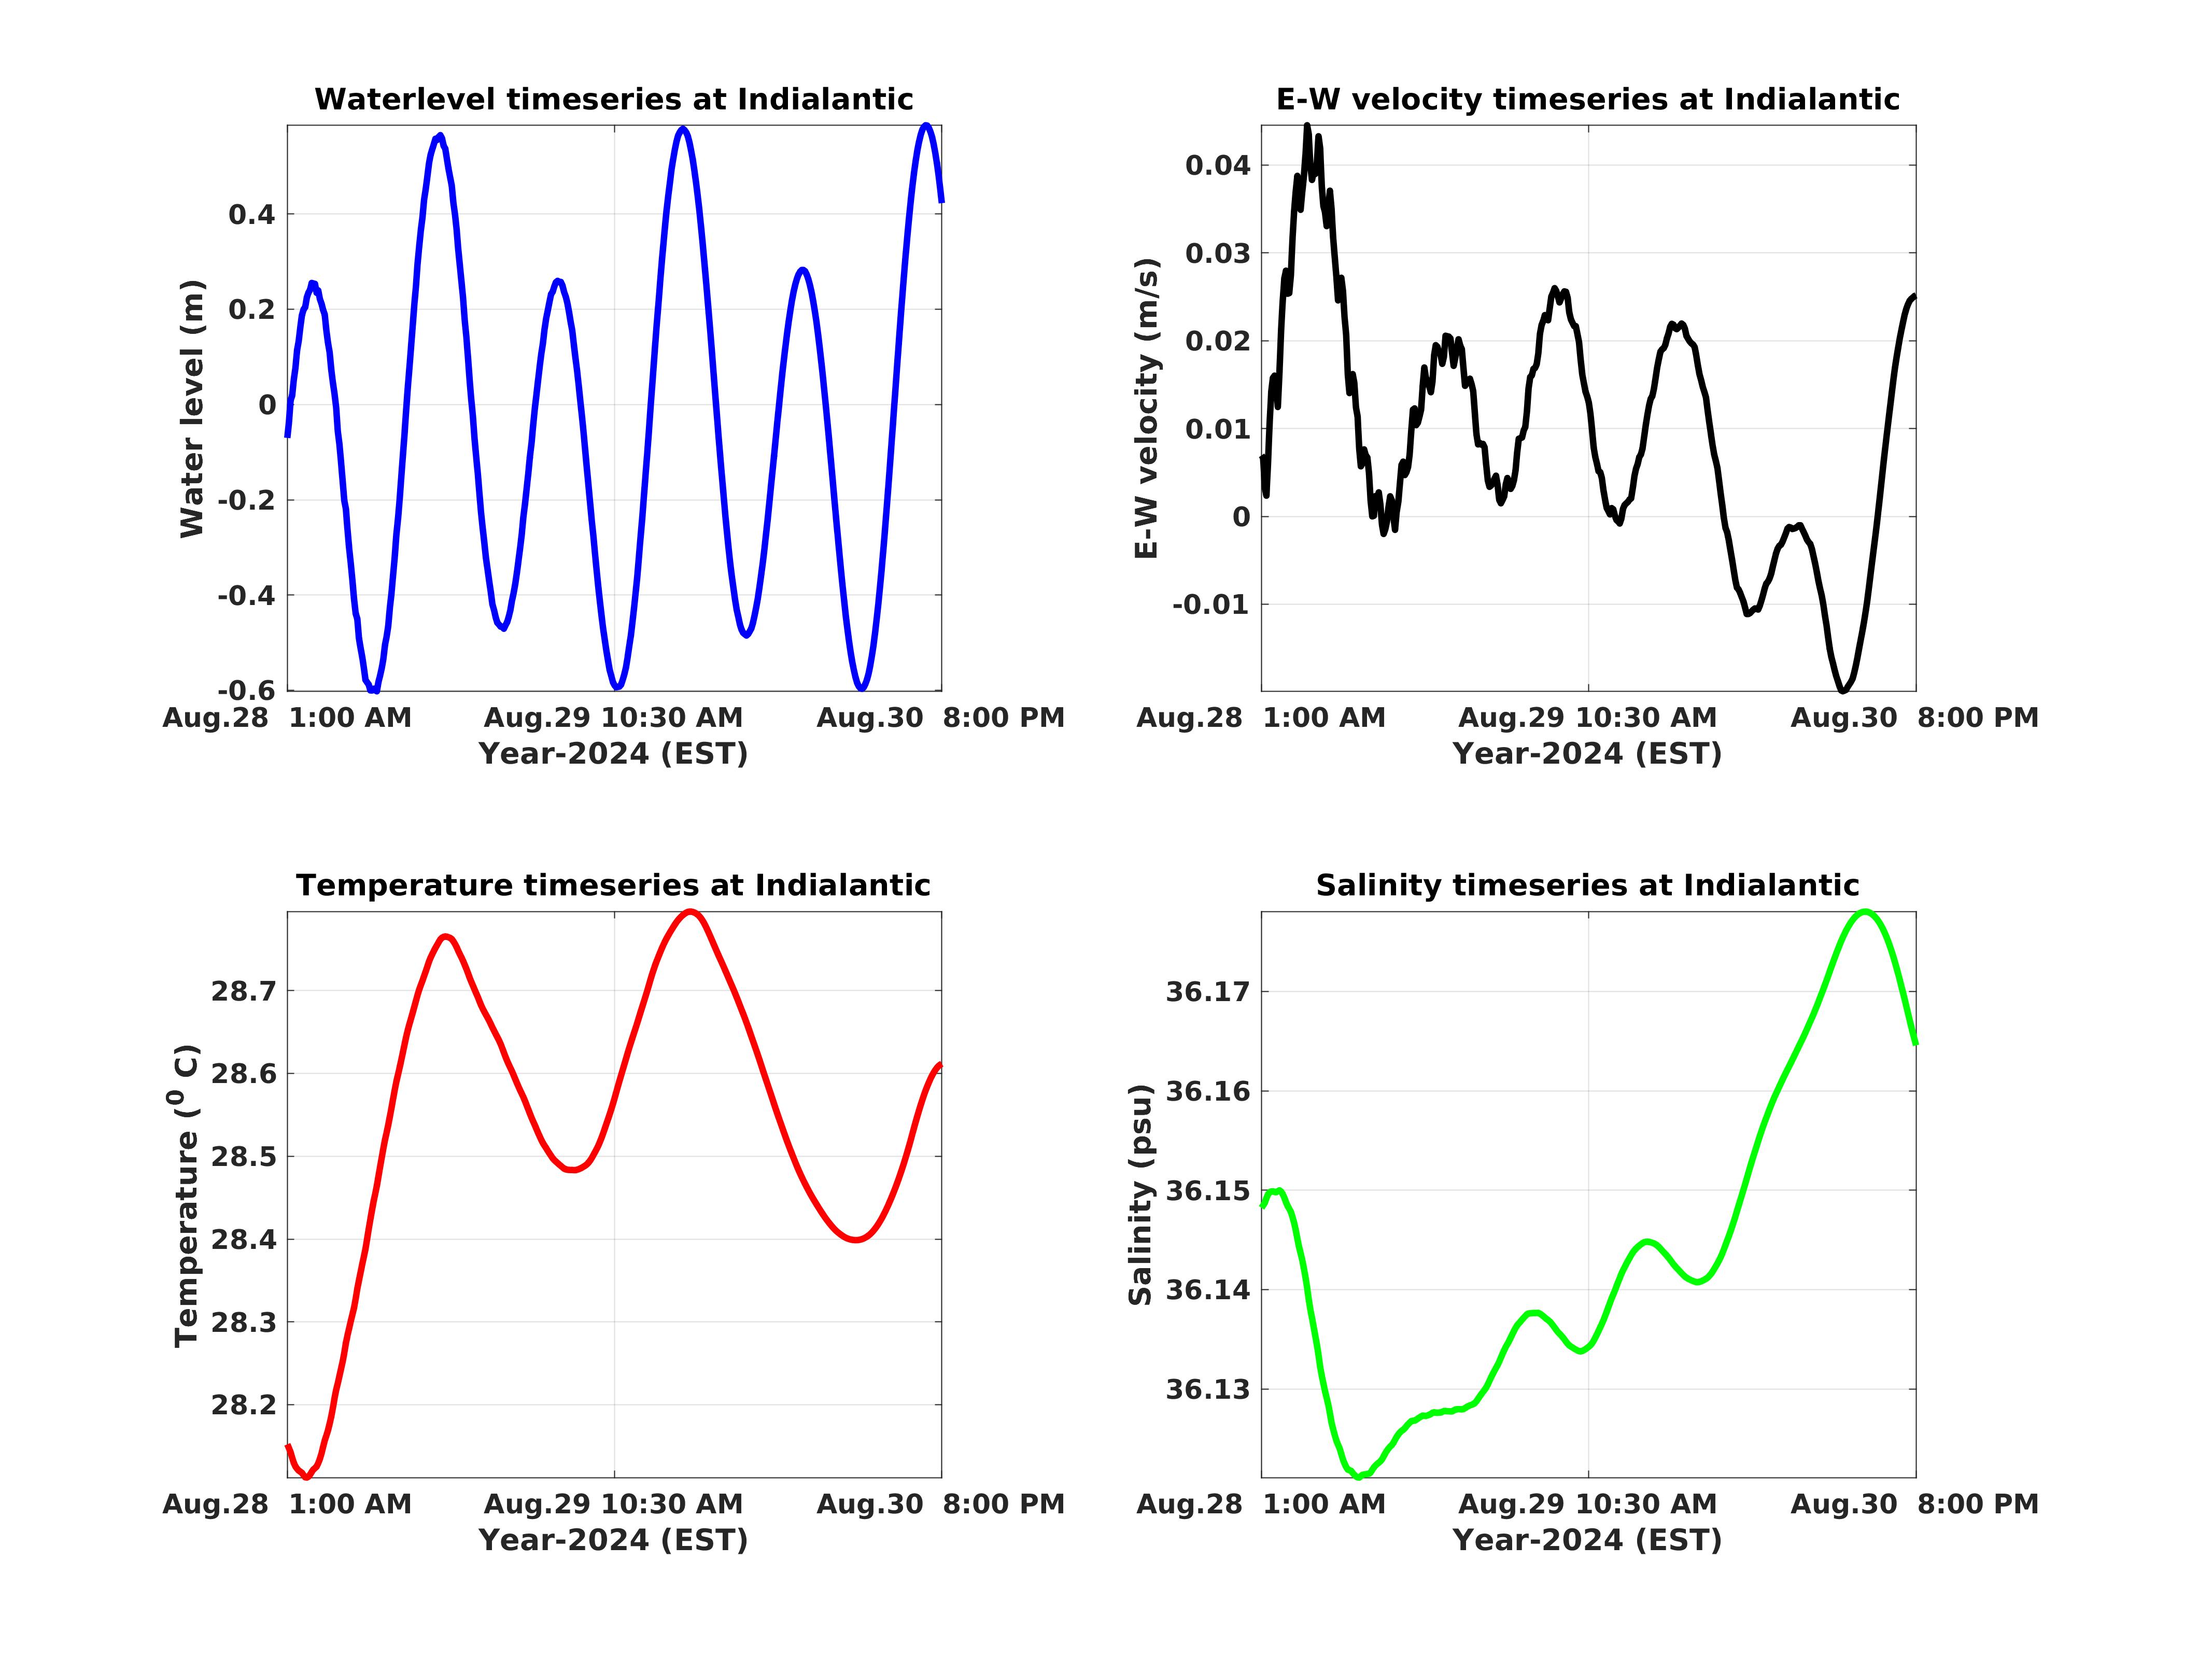 Waterlevel timeseries at Indialantic
Water level (m)
0.4
0.2
0
-0.2
-0.4
-0.6
Aug.28 1:00 AM Aug.29 10:30 AM Aug.30 8:00 PM
Year-2024 (EST)
E-W velocity timeseries at Indialantic
E-W velocity (m/s)
0.04
0.03
0.02
0.01
0
-0.01
Aug.28 1:00 AM Aug.29 10:30 AM Aug.30 8:00 PM
Year-2024 (EST)
Temperature timeseries at Indialantic
Temperature (⁰ C)
28.7
28.6
28.5
28.4
28.3
28.2
Aug.28 1:00 AM Aug.29 10:30 AM Aug.30 8:00 PM
Year-2024 (EST)
Salinity timeseries at Indialantic
Salinity (psu)
36.17
36.16
36.15
36.14
36.13
Aug.28 1:00 AM Aug.29 10:30 AM Aug.30 8:00 PM
Year-2024 (EST)